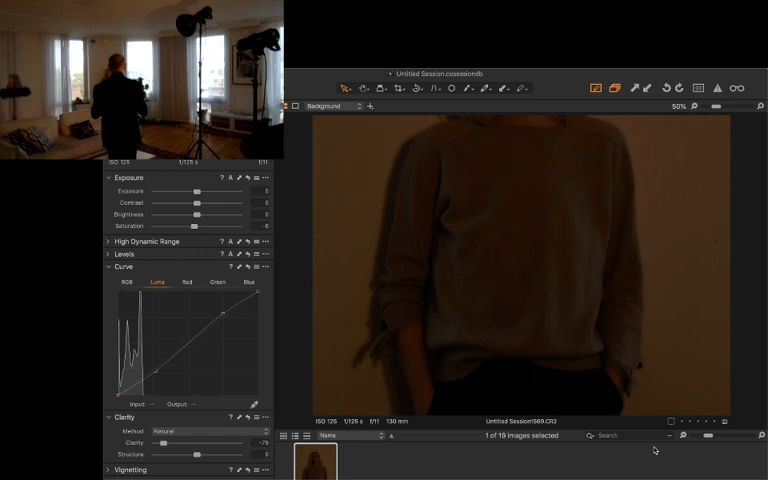 Untitled Session.cosessiondb
Background
50%
ISO 125 1/125 s f/11
Exposure
Exposure 0
Contrast 0
Brightness 0
Saturation -6
High Dynamic Range
Levels
Curve
RGB Luma Red Green Blue
Input: -- Output: --
Clarity
Method Natural
Clarity -79
Structure 0
Vignetting
ISO 125 1/125 s f/11 130 mm Untitled Session1569.CR2
Name 1 of 19 images selected Search